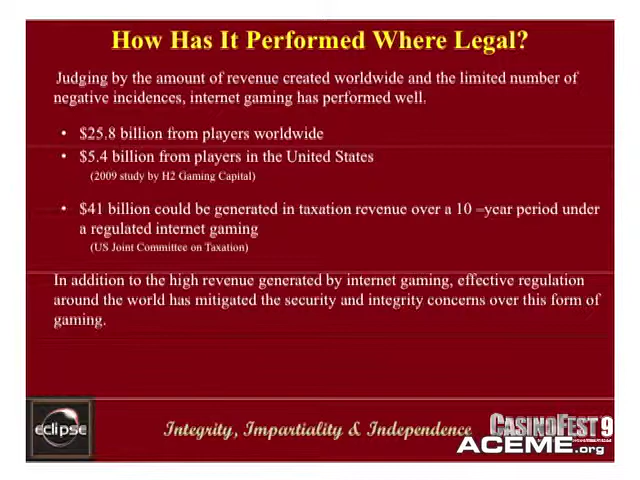 How Has It Performed Where Legal?
Judging by the amount of revenue created worldwide and the limited number of
negative incidences, internet gaming has performed well.
• $25.8 billion from players worldwide
• $5.4 billion from players in the United States
(2009 study by H2 Gaming Capital)
• $41 billion could be generated in taxation revenue over a 10 –year period under
a regulated internet gaming
(US Joint Committee on Taxation)
In addition to the high revenue generated by internet gaming, effective regulation
around the world has mitigated the security and integrity concerns over this form of
gaming.
eclipse
Integrity, Impartiality & Independence
CASINOFEST 9
ACEME.org